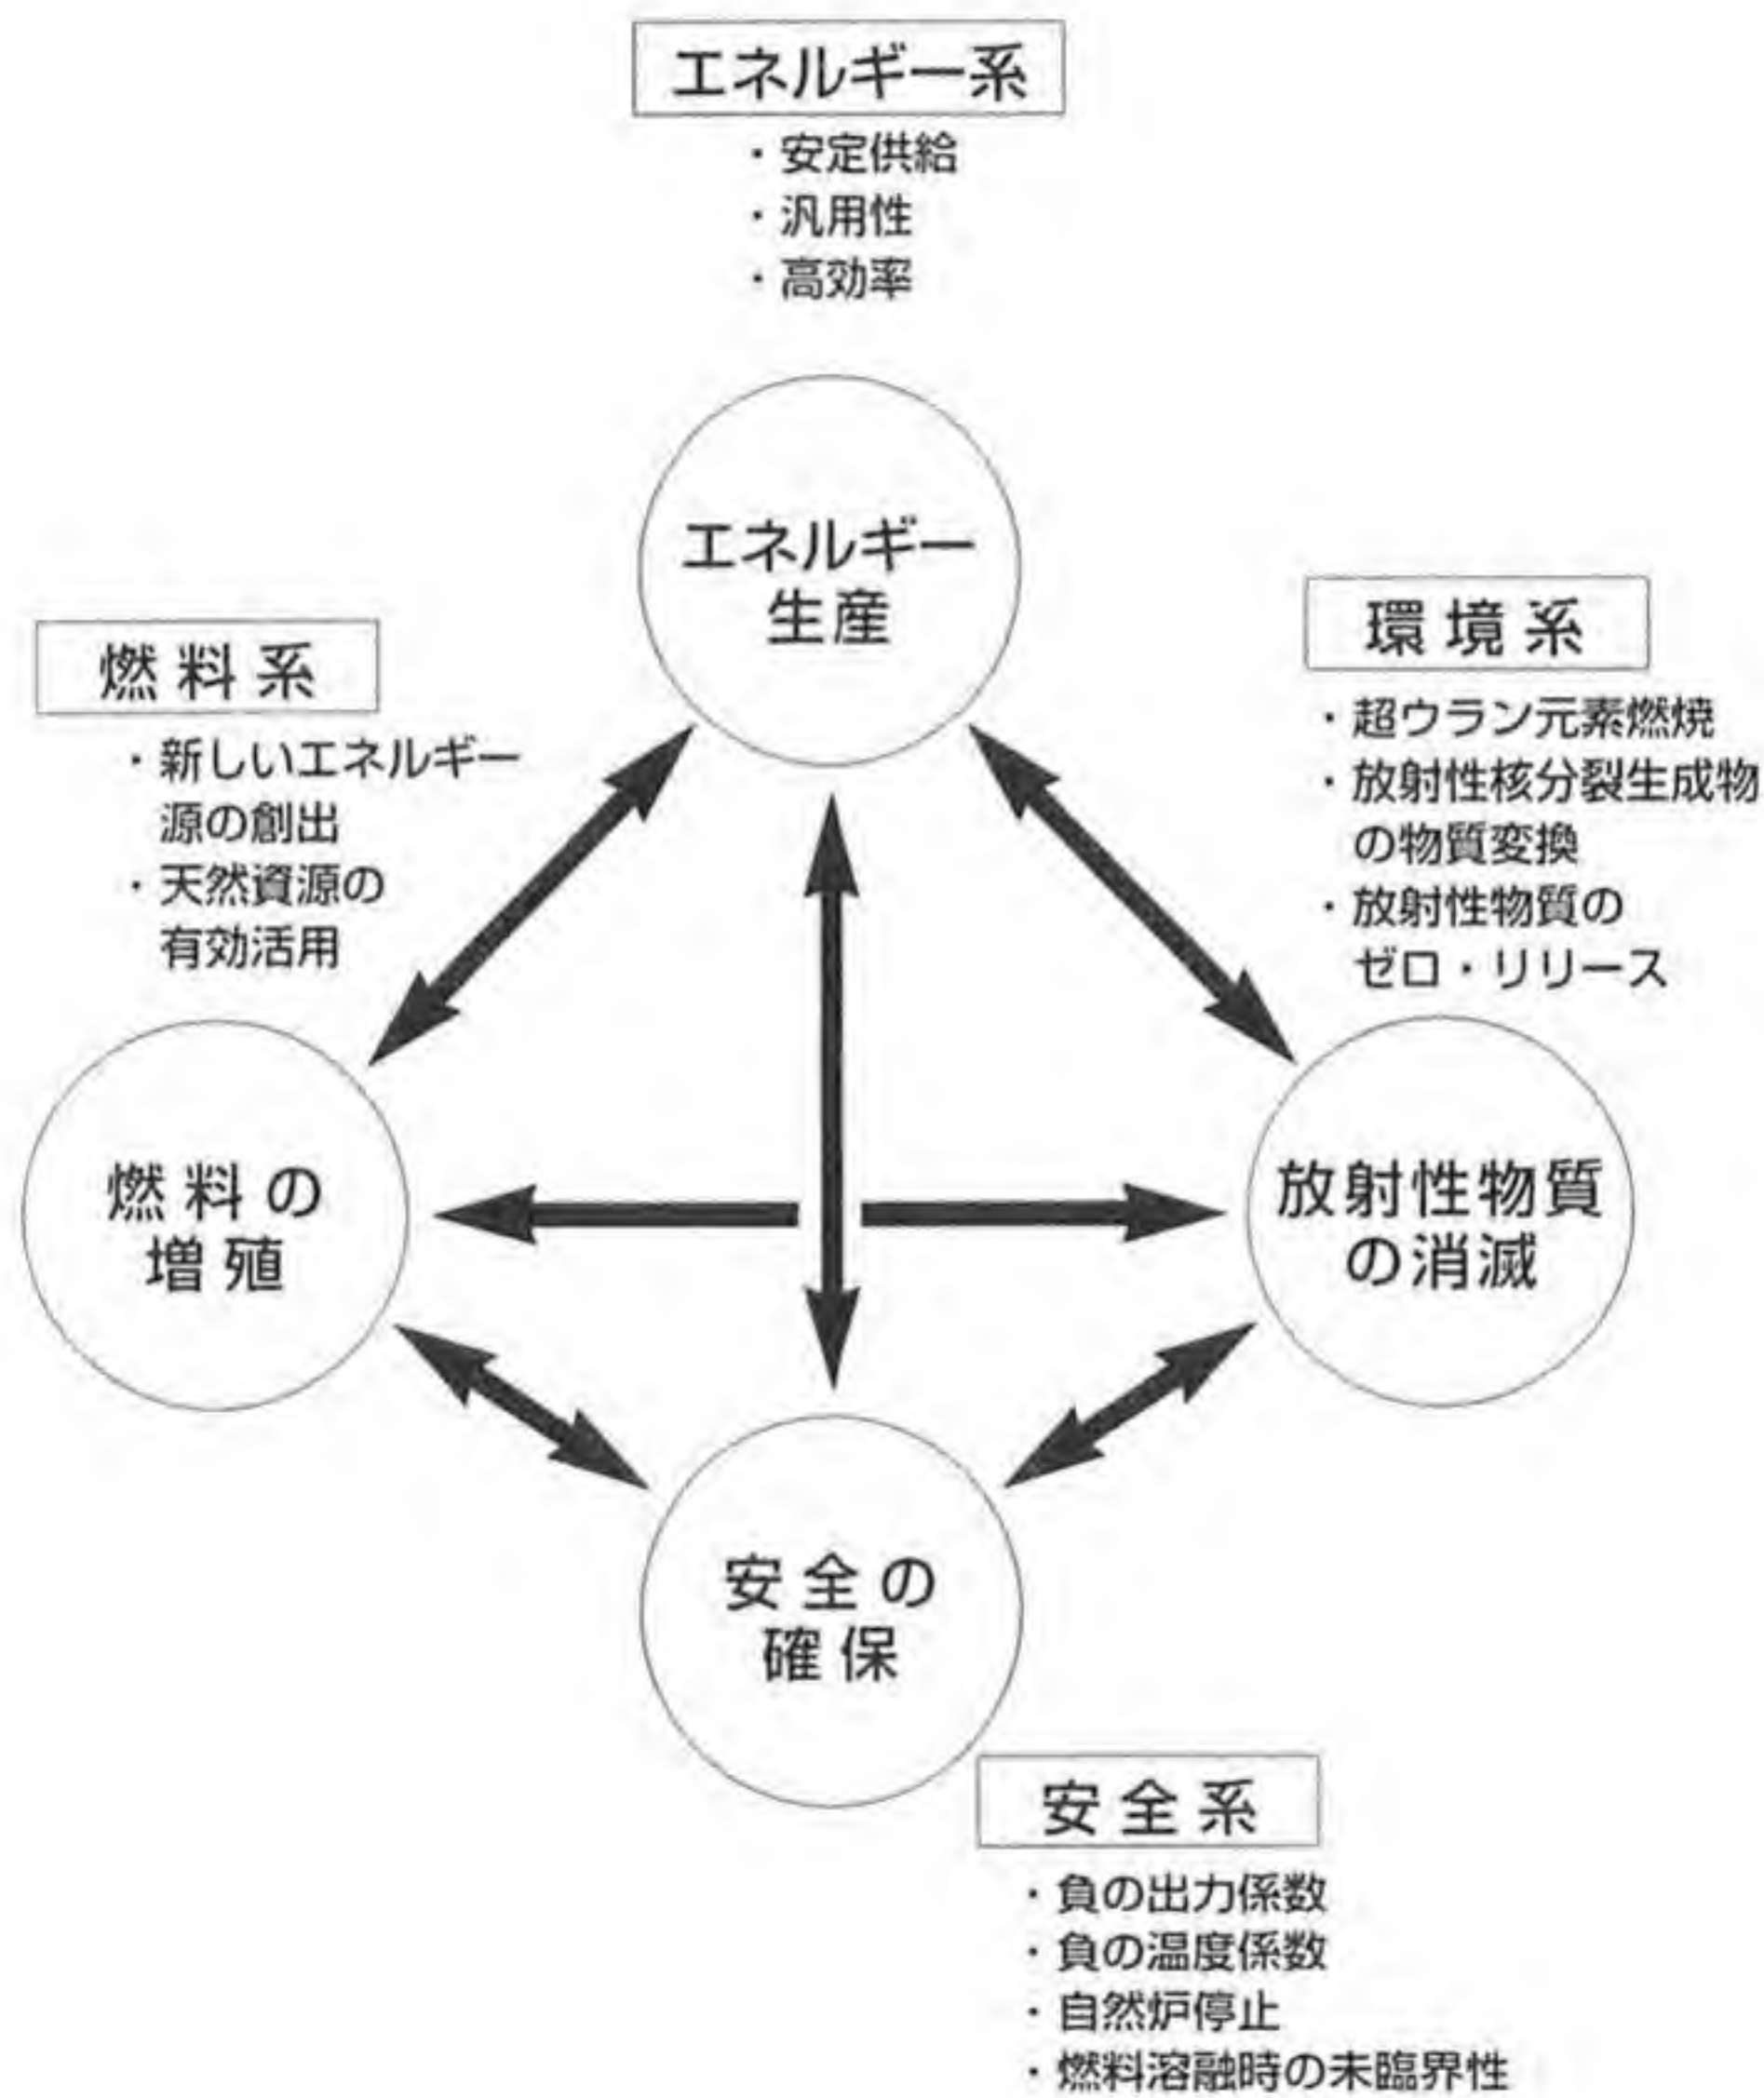 エネルギー系
・安定供給
・汎用性
・高効率
エネルギー
生産
燃料系
・新しいエネルギー
源の創出
・天然資源の
有効活用
環境系
・超ウラン元素燃焼
・放射性核分裂生成物
の物質変換
・放射性物質の
ゼロ・リリース
燃料の
増殖
放射性物質
の消滅
安全の
確保
安全系
・負の出力係数
・負の温度係数
・自然炉停止
・燃料溶融時の未臨界性